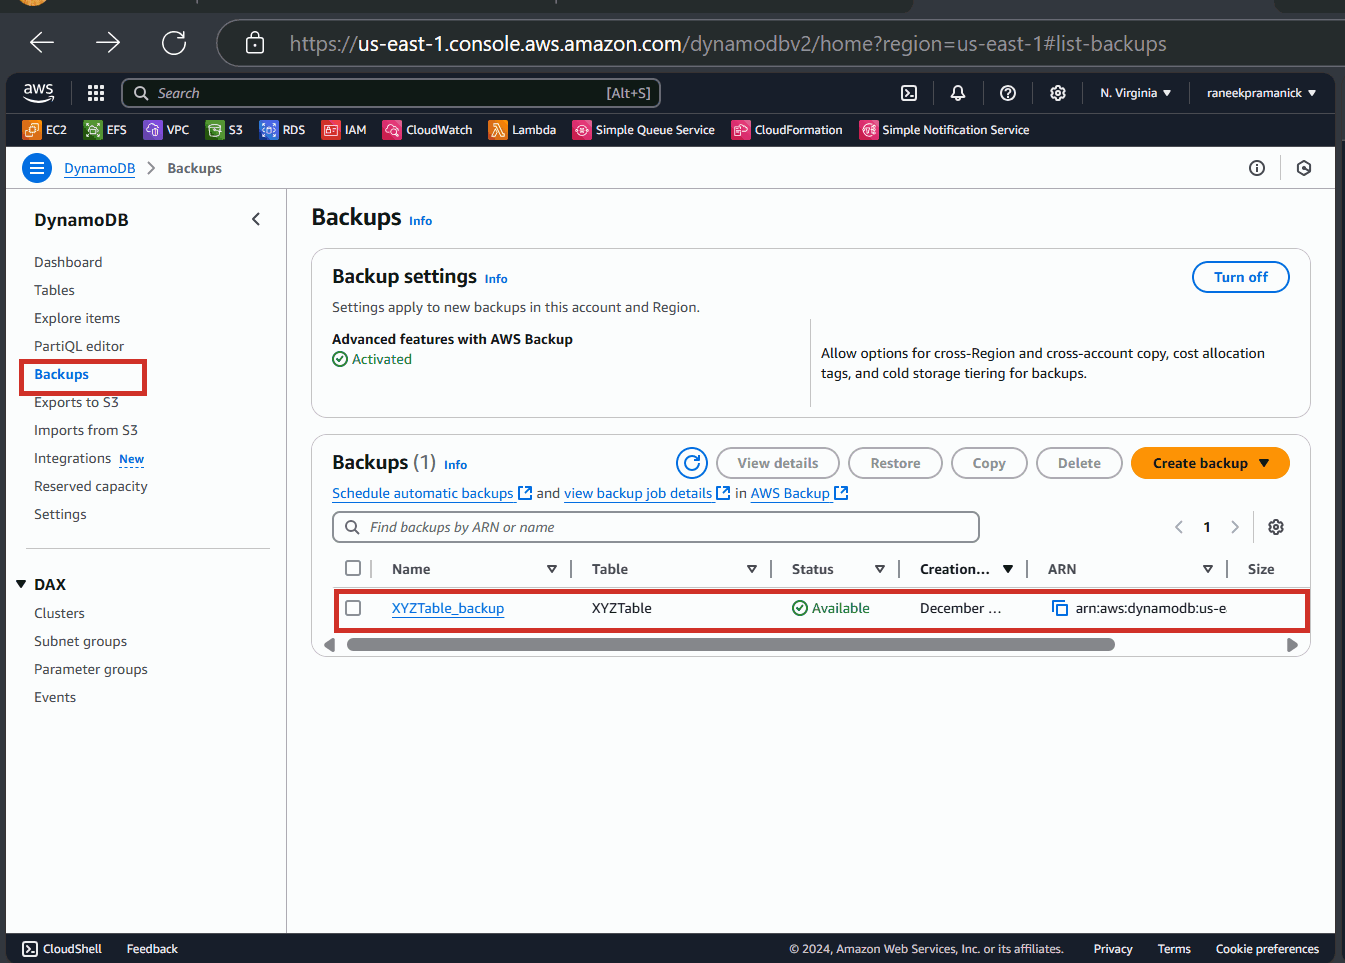 https://us-east-1.console.aws.amazon.com/dynamodbv2/home?region=us-east-1#list-backups
aws Search [Alt+S] N. Virginia raneekpramanick
EC2 EFS VPC S3 RDS IAM CloudWatch Lambda Simple Queue Service CloudFormation Simple Notification Service
DynamoDB Backups
DynamoDB
Dashboard
Tables
Explore items
PartiQL editor
Backups
Exports to S3
Imports from S3
Integrations New
Reserved capacity
Settings
DAX
Clusters
Subnet groups
Parameter groups
Events
Backups Info
Backup settings Info Turn off
Settings apply to new backups in this account and Region.
Advanced features with AWS Backup
Activated
Allow options for cross-Region and cross-account copy, cost allocation
tags, and cold storage tiering for backups.
Backups (1) Info View details Restore Copy Delete Create backup
Schedule automatic backups and view backup job details in AWS Backup
Find backups by ARN or name 1
Name Table Status Creation... ARN Size
XYZTable_backup XYZTable Available December ... arn:aws:dynamodb:us-e
CloudShell Feedback © 2024, Amazon Web Services, Inc. or its affiliates. Privacy Terms Cookie preferences